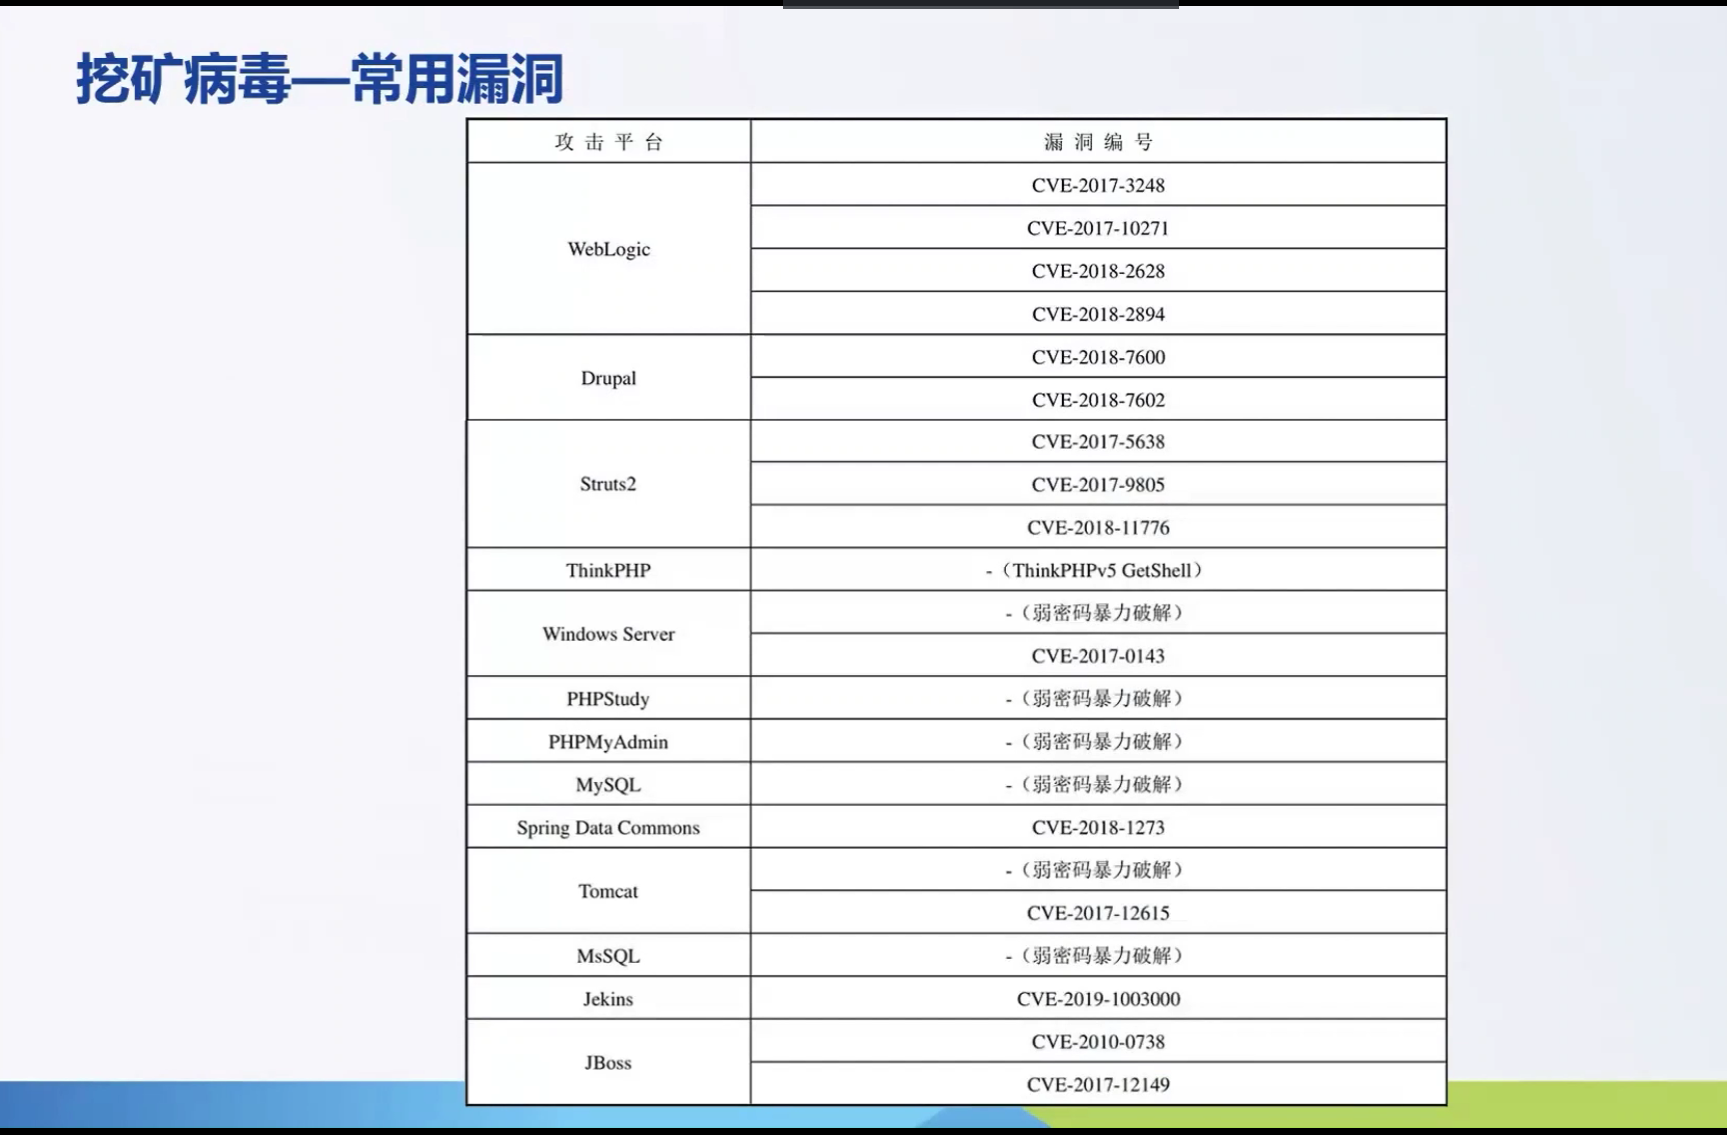 挖矿病毒—常用漏洞
攻击平台 漏洞编号
WebLogic
CVE-2017-3248
CVE-2017-10271
CVE-2018-2628
CVE-2018-2894
Drupal
CVE-2018-7600
CVE-2018-7602
Struts2
CVE-2017-5638
CVE-2017-9805
CVE-2018-11776
ThinkPHP -（ThinkPHPv5 GetShell）
Windows Server
-（弱密码暴力破解）
CVE-2017-0143
PHPStudy -（弱密码暴力破解）
PHPMyAdmin -（弱密码暴力破解）
MySQL -（弱密码暴力破解）
Spring Data Commons CVE-2018-1273
Tomcat
-（弱密码暴力破解）
CVE-2017-12615
MsSQL -（弱密码暴力破解）
Jekins CVE-2019-1003000
JBoss
CVE-2010-0738
CVE-2017-12149